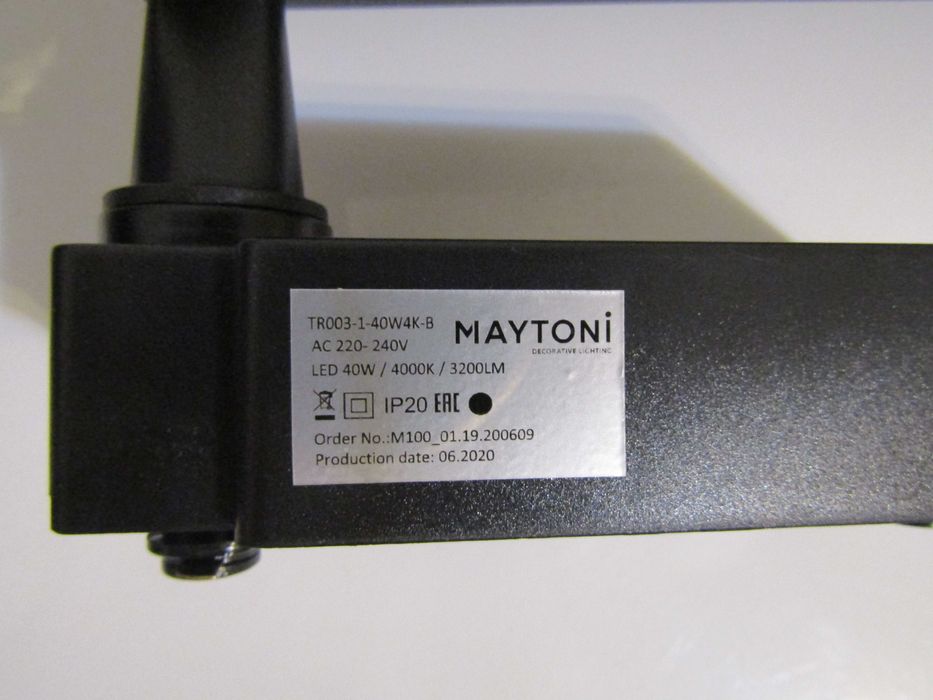 TR003-1-40W4K-B
MAYTONi
DECORATIVE LIGHTING
AC 220- 240V
LED 40W / 4000K / 3200LM
IP20 EAC
Order No.:M100_01.19.200609
Production date: 06.2020